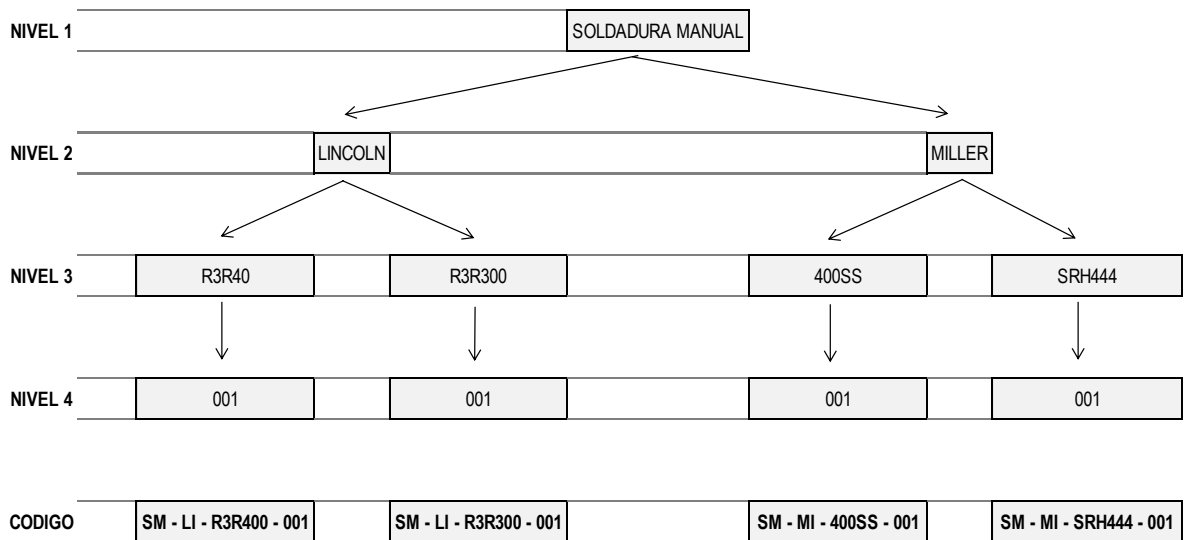 NIVEL 1 SOLDADURA MANUAL
NIVEL 2 LINCOLN MILLER
NIVEL 3 R3R40 R3R300 400SS SRH444
NIVEL 4 001 001 001 001
CODIGO SM - LI - R3R400 - 001 SM - LI - R3R300 - 001 SM - MI - 400SS - 001 SM - MI - SRH444 - 001